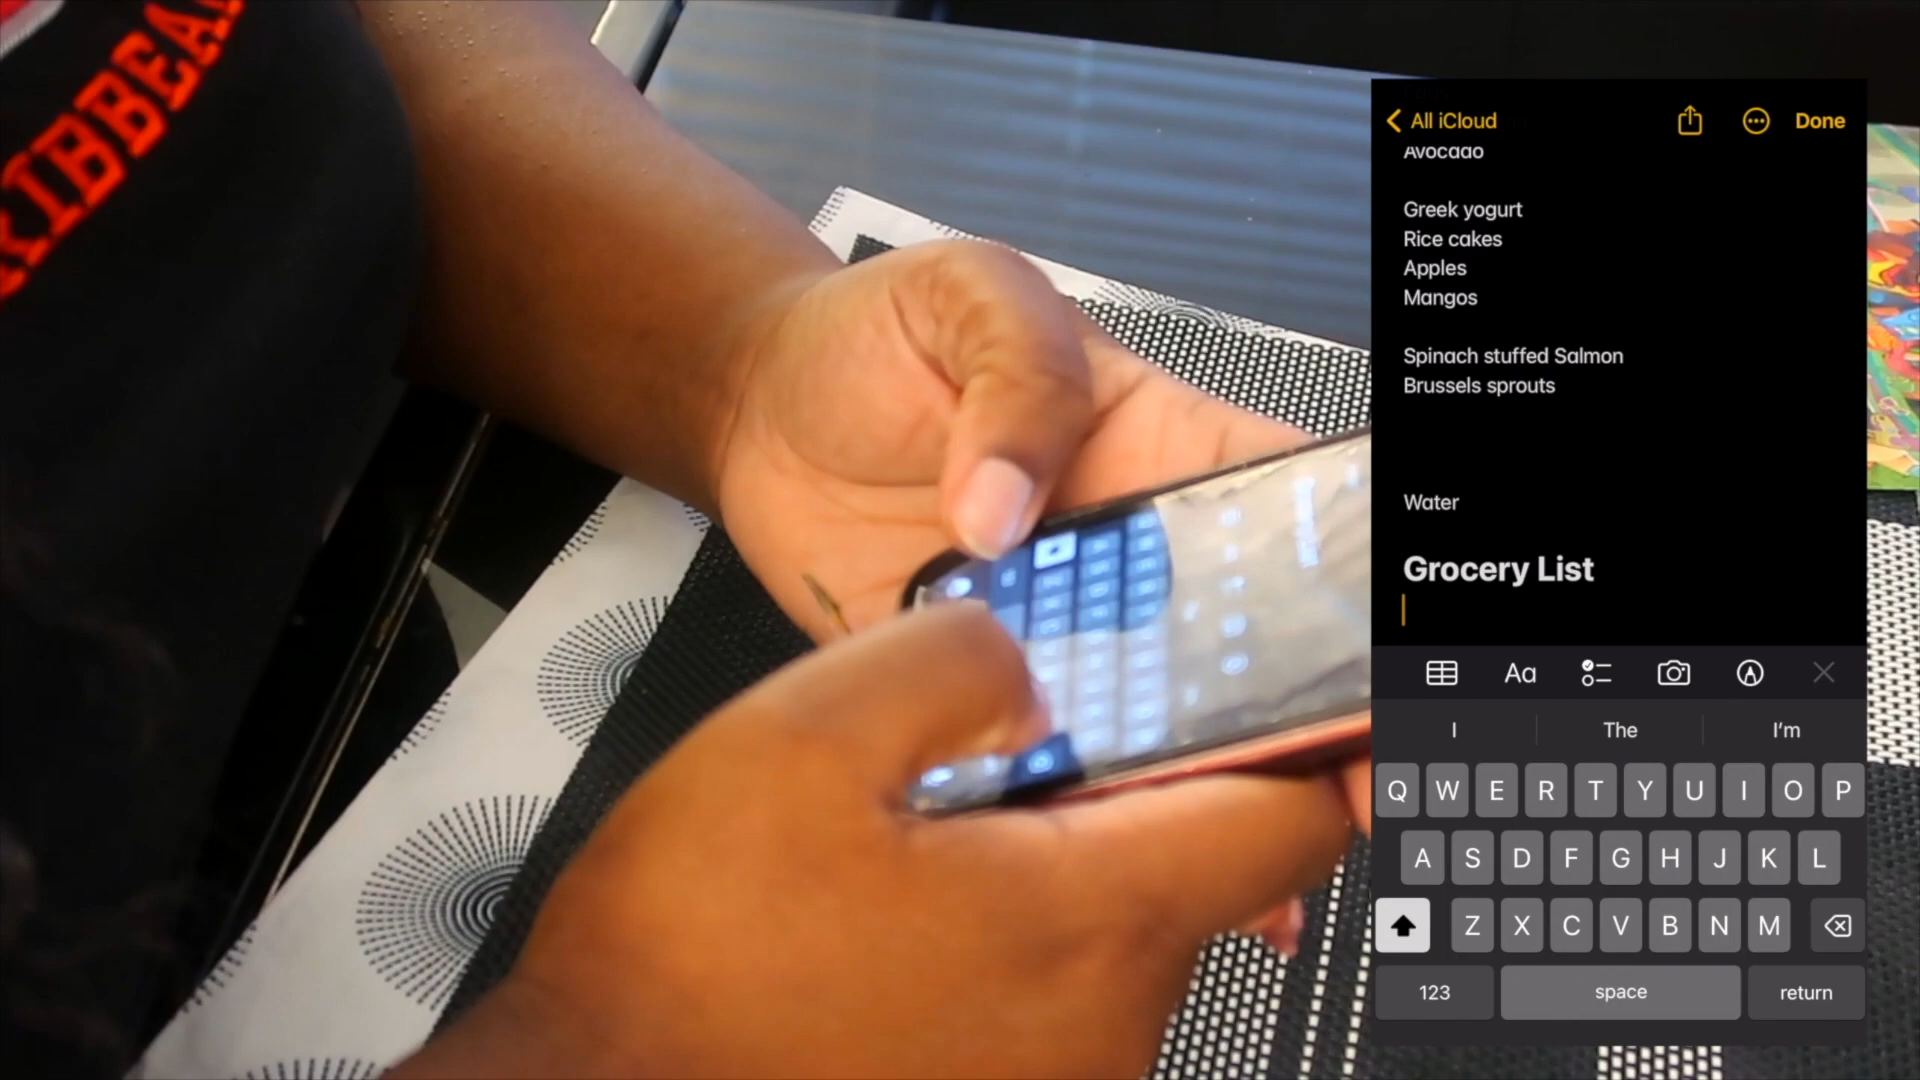 RIBBEA
All iCloud
Done
Avocado
Greek yogurt
Rice cakes
Apples
Mangos
Spinach stuffed Salmon
Brussels sprouts
Water
Grocery List
Aa
I The I'm
Q W E R T Y U I O P
A S D F G H J K L
Z X C V B N M
123 space return